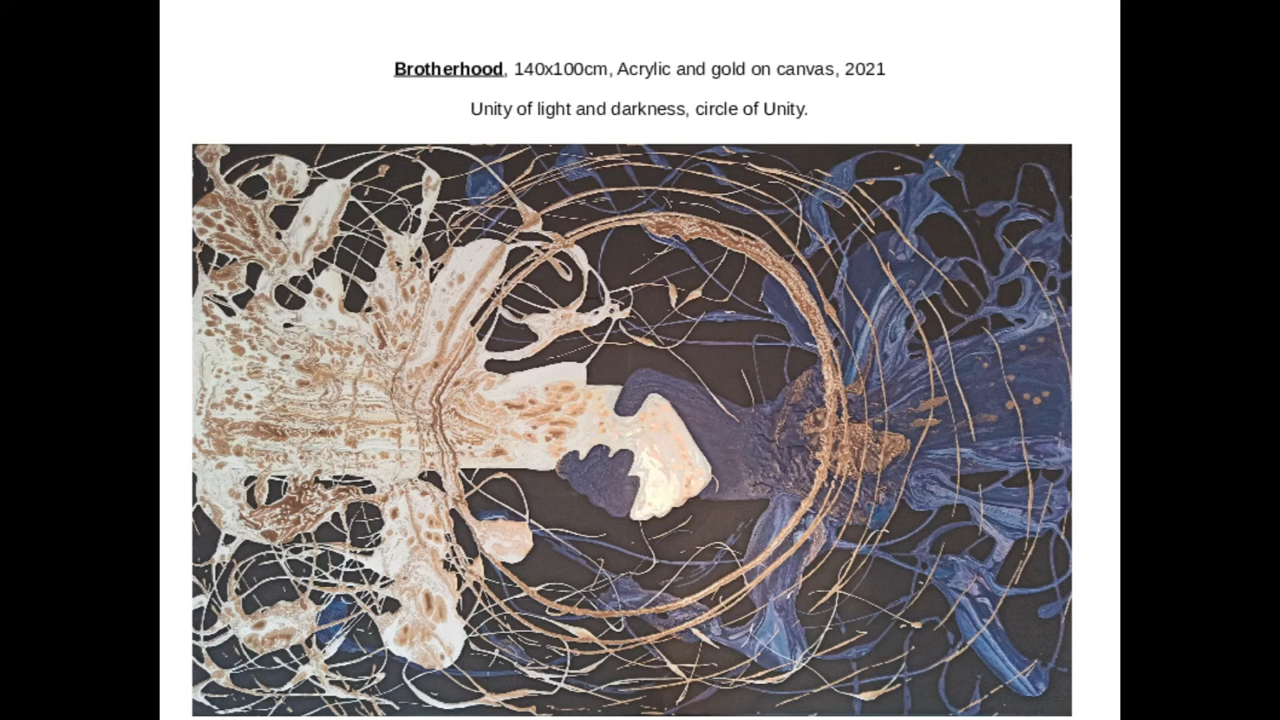 Brotherhood, 140x100cm, Acrylic and gold on canvas, 2021
Unity of light and darkness, circle of Unity.